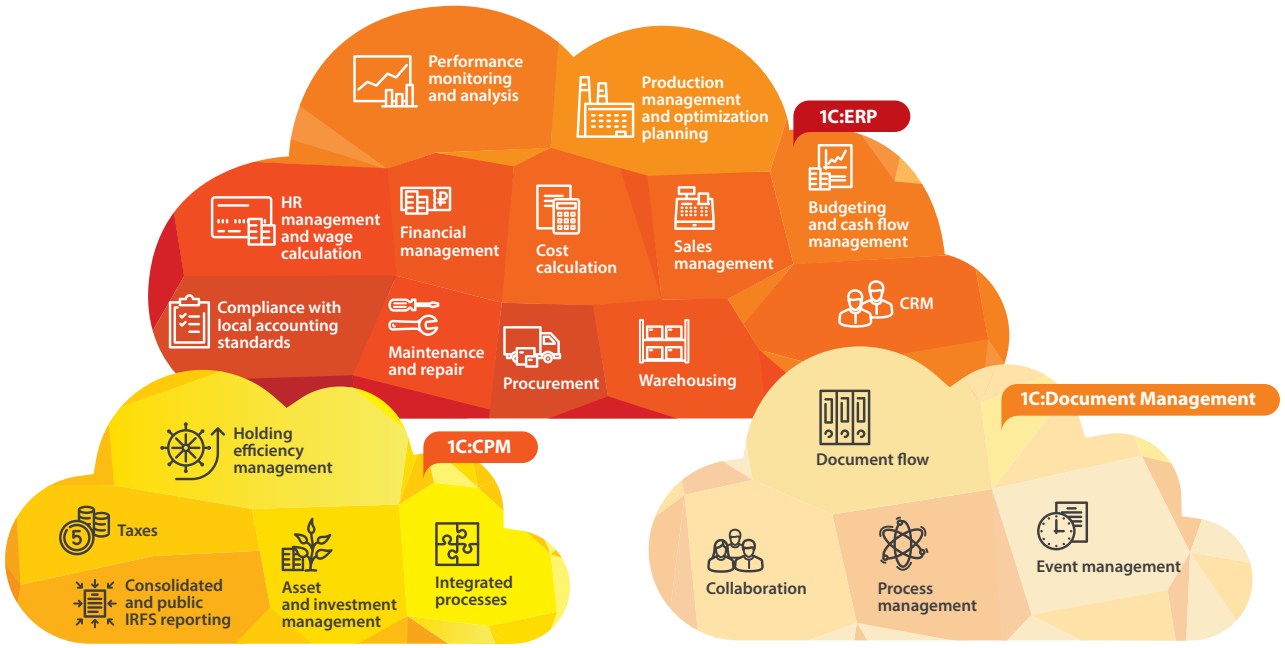 Performance
monitoring
and analysis
Production
management
and optimization
planning
1C:ERP
HR
management
and wage
calculation
Financial
management
Cost
calculation
Sales
management
Budgeting
and cash flow
management
Compliance with
local accounting
standards
Maintenance
and repair
Procurement
Warehousing
CRM
Holding
efficiency
management
1C:CPM
Taxes
5
Consolidated
and public
IRFS reporting
Asset
and investment
management
Integrated
processes
1C:Document Management
Document flow
Collaboration
Process
management
Event management